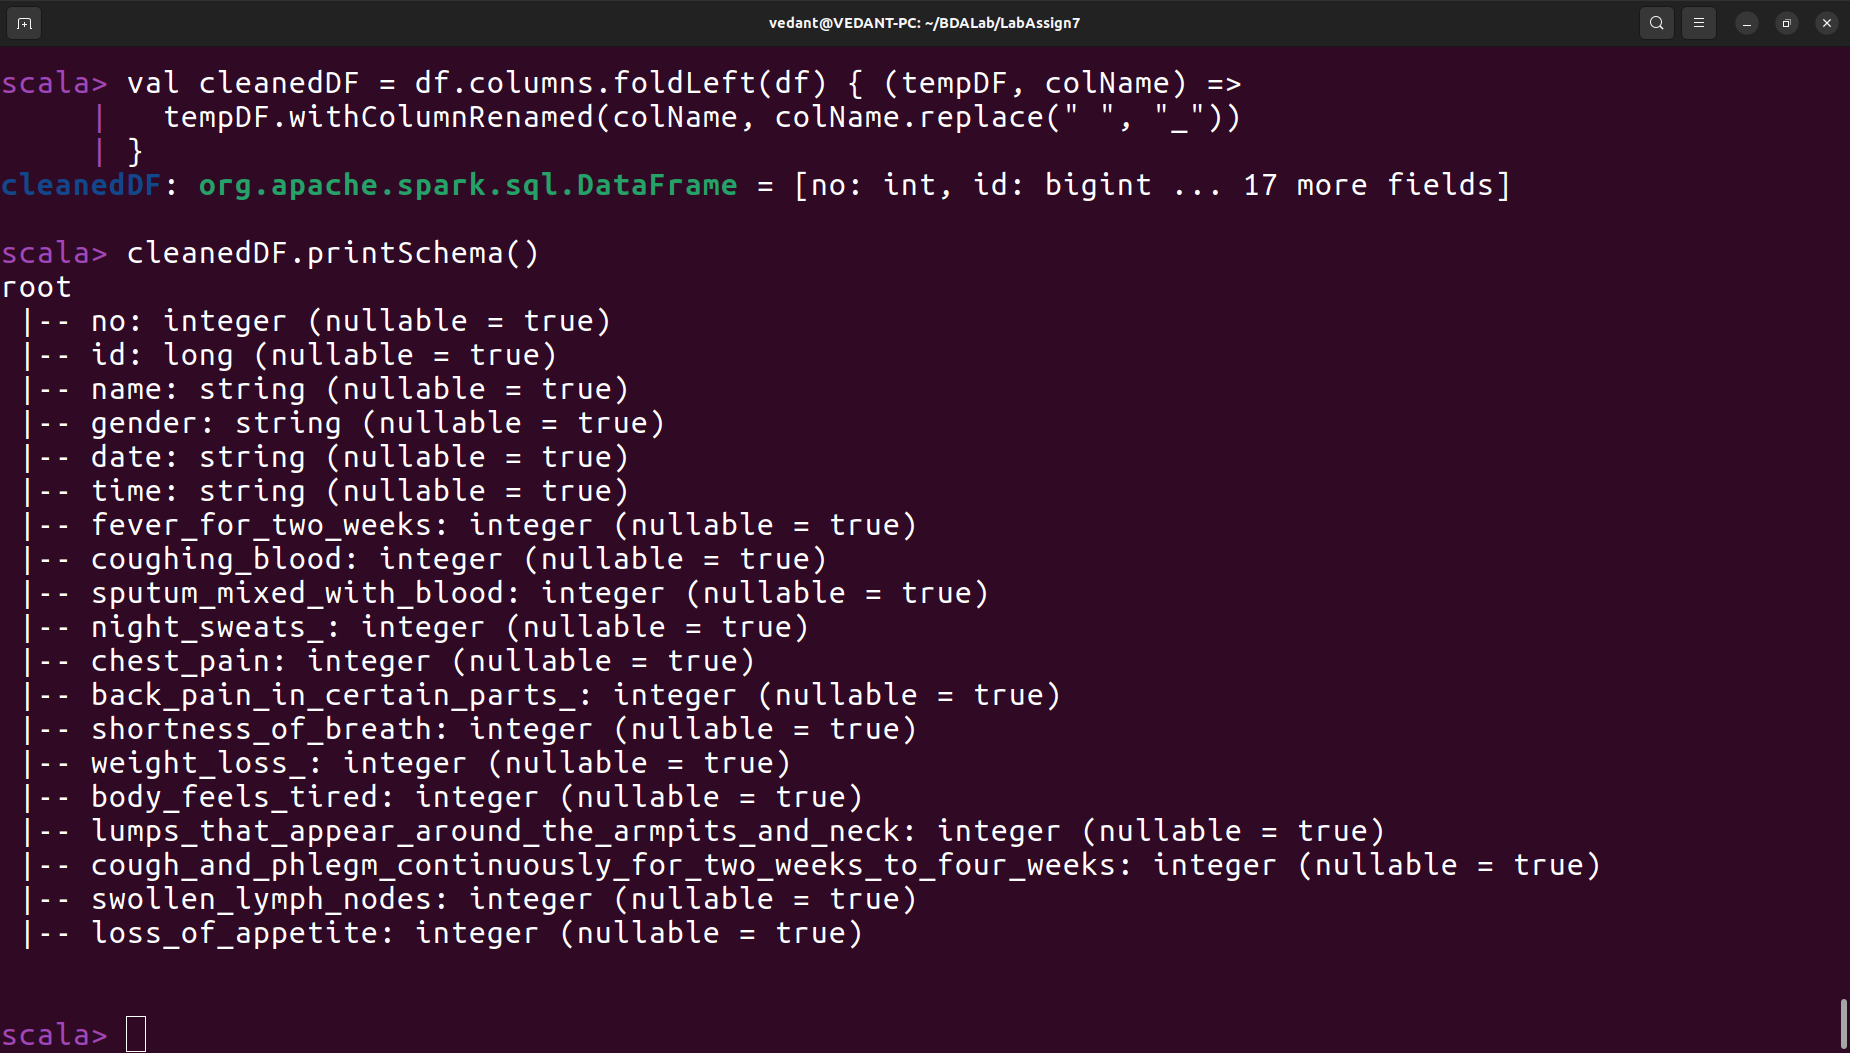 vedant@VEDANT-PC: ~/BDALab/LabAssign7
scala> val cleanedDF = df.columns.foldLeft(df) { (tempDF, colName) =>
     |   tempDF.withColumnRenamed(colName, colName.replace(" ", "_"))
     | }
cleanedDF: org.apache.spark.sql.DataFrame = [no: int, id: bigint ... 17 more fields]
scala> cleanedDF.printSchema()
root
 |-- no: integer (nullable = true)
 |-- id: long (nullable = true)
 |-- name: string (nullable = true)
 |-- gender: string (nullable = true)
 |-- date: string (nullable = true)
 |-- time: string (nullable = true)
 |-- fever_for_two_weeks: integer (nullable = true)
 |-- coughing_blood: integer (nullable = true)
 |-- sputum_mixed_with_blood: integer (nullable = true)
 |-- night_sweats_: integer (nullable = true)
 |-- chest_pain: integer (nullable = true)
 |-- back_pain_in_certain_parts_: integer (nullable = true)
 |-- shortness_of_breath: integer (nullable = true)
 |-- weight_loss_: integer (nullable = true)
 |-- body_feels_tired: integer (nullable = true)
 |-- lumps_that_appear_around_the_armpits_and_neck: integer (nullable = true)
 |-- cough_and_phlegm_continuously_for_two_weeks_to_four_weeks: integer (nullable = true)
 |-- swollen_lymph_nodes: integer (nullable = true)
 |-- loss_of_appetite: integer (nullable = true)
scala>